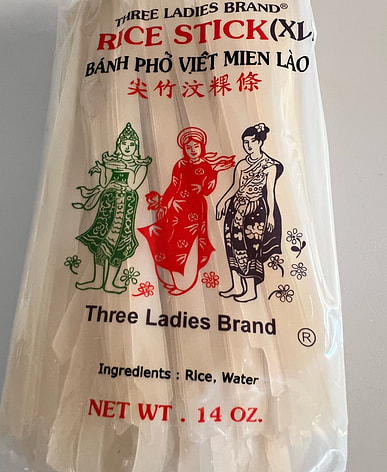 THREE LADIES BRAND®
RICE STICK(XL
BÁNH PHỞ VIỆT MIEN LÀO
尖竹汶粿條
Three Ladies Brand
®
Ingredients : Rice, Water
NET WT . 14 OZ.